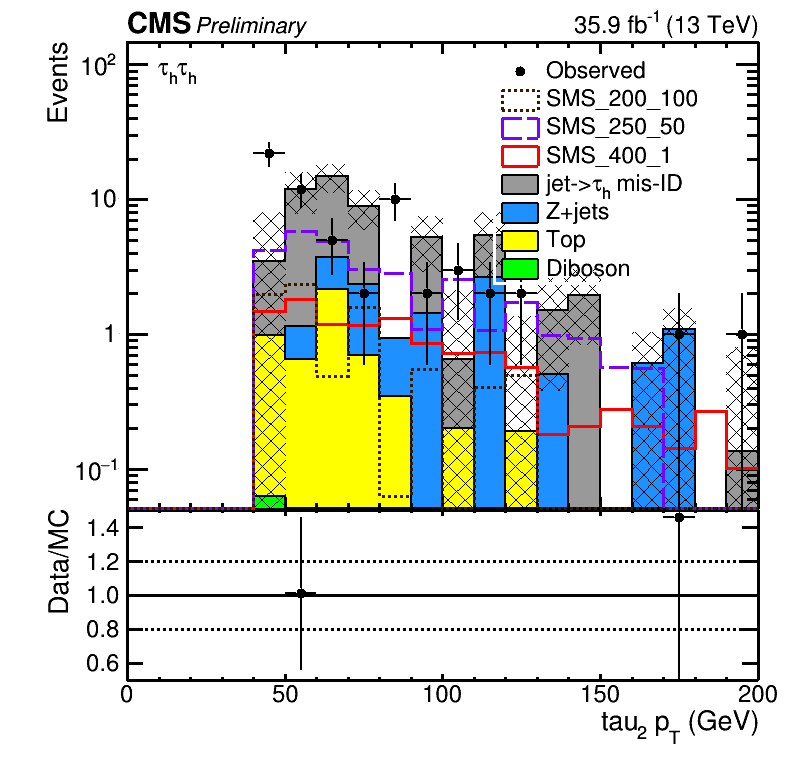 CMS Preliminary 35.9 fb⁻¹ (13 TeV)
Events
10²
10
1
10⁻¹
τₕτₕ
Observed
SMS_200_100
SMS_250_50
SMS_400_1
jet->τₕ mis-ID
Z+jets
Top
Diboson
Data/MC
1.4
1.2
1.0
0.8
0.6
0 50 100 150 200
tau₂ p_T (GeV)